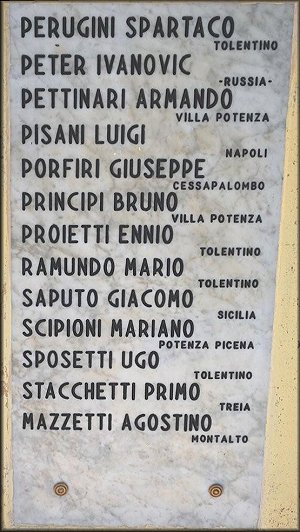 PERUGINI SPARTACO
TOLENTINO
PETER IVANOVIC
-RUSSIA-
PETTINARI ARMANDO
VILLA POTENZA
PISANI LUIGI
NAPOLI
PORFIRI GIUSEPPE
CESSAPALOMBO
PRINCIPI BRUNO
VILLA POTENZA
PROIETTI ENNIO
TOLENTINO
RAMUNDO MARIO
TOLENTINO
SAPUTO GIACOMO
SICILIA
SCIPIONI MARIANO
POTENZA PICENA
SPOSETTI UGO
TOLENTINO
STACCHETTI PRIMO
TREIA
MAZZETTI AGOSTINO
MONTALTO